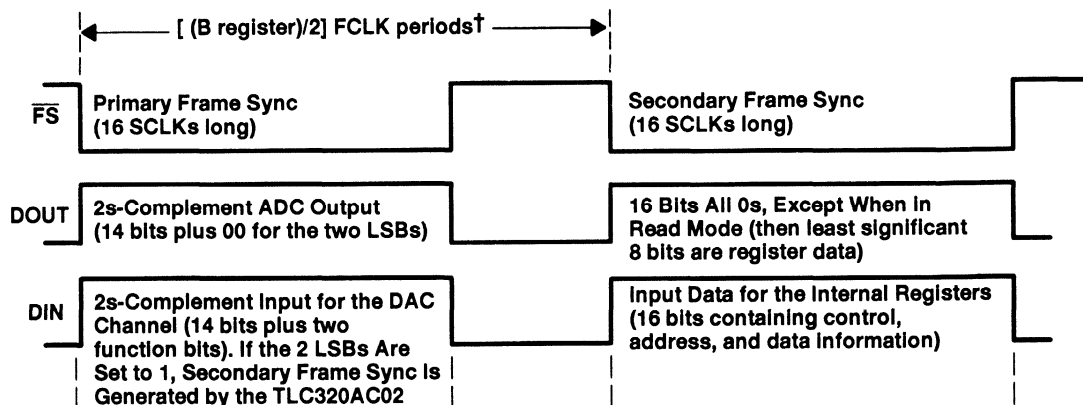 [ (B register)/2] FCLK periods†
FS
Primary Frame Sync
(16 SCLKs long)
Secondary Frame Sync
(16 SCLKs long)
DOUT
2s-Complement ADC Output
(14 bits plus 00 for the two LSBs)
16 Bits All 0s, Except When in
Read Mode (then least significant
8 bits are register data)
DIN
2s-Complement Input for the DAC
Channel (14 bits plus two
function bits). If the 2 LSBs Are
Set to 1, Secondary Frame Sync Is
Generated by the TLC320AC02
Input Data for the Internal Registers
(16 bits containing control,
address, and data information)